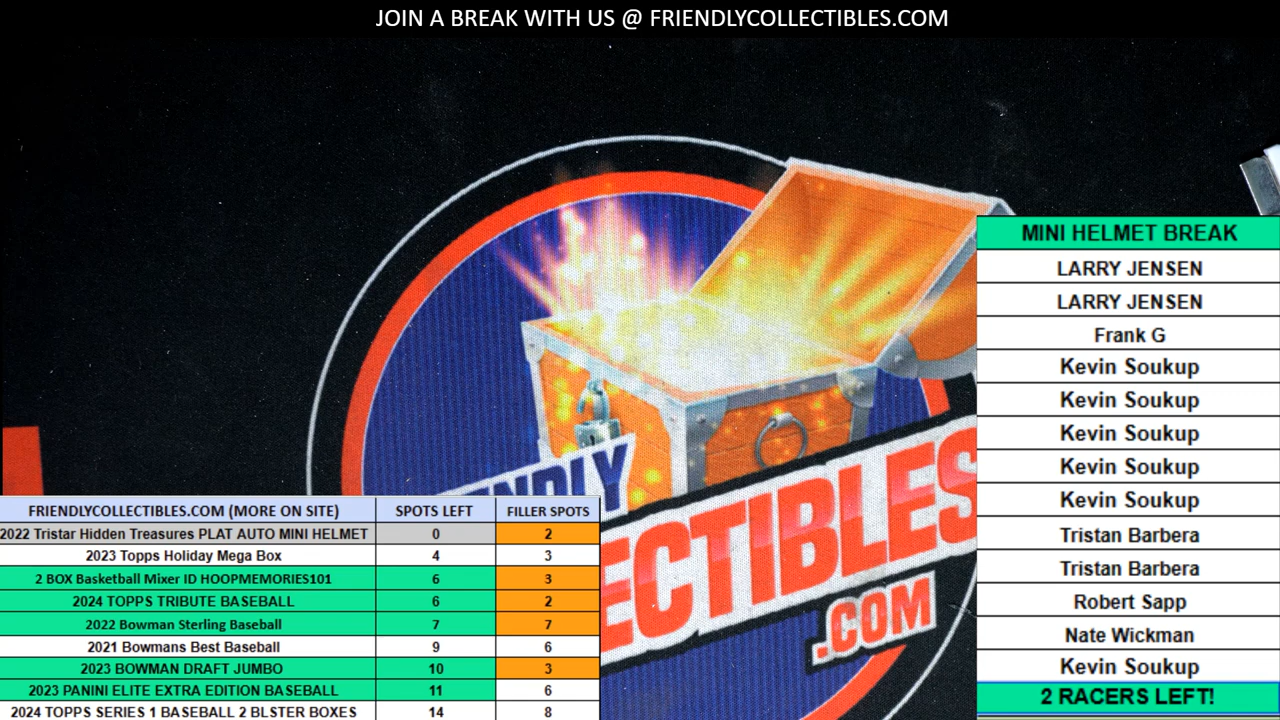 JOIN A BREAK WITH US @ FRIENDLYCOLLECTIBLES.COM
MINI HELMET BREAK
LARRY JENSEN
LARRY JENSEN
Frank G
Kevin Soukup
Kevin Soukup
Kevin Soukup
Kevin Soukup
Kevin Soukup
Tristan Barbera
Tristan Barbera
Robert Sapp
Nate Wickman
Kevin Soukup
2 RACERS LEFT!
NDLY
ECTIBLES
.COM
FRIENDLYCOLLECTIBLES.COM (MORE ON SITE) SPOTS LEFT FILLER SPOTS
2022 Tristar Hidden Treasures PLAT AUTO MINI HELMET 0 2
2023 Topps Holiday Mega Box 4 3
2 BOX Basketball Mixer ID HOOPMEMORIES101 6 3
2024 TOPPS TRIBUTE BASEBALL 6 2
2022 Bowman Sterling Baseball 7 7
2021 Bowmans Best Baseball 9 6
2023 BOWMAN DRAFT JUMBO 10 3
2023 PANINI ELITE EXTRA EDITION BASEBALL 11 6
2024 TOPPS SERIES 1 BASEBALL 2 BLSTER BOXES 14 8